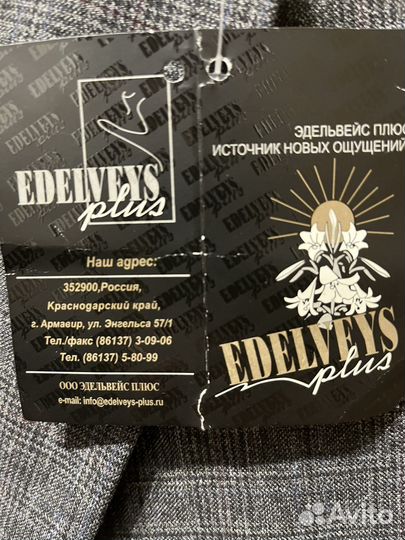 EDELVEYS
plus
Наш адрес:
352900,Россия,
Краснодарский край,
г. Армавир, ул. Энгельса 57/1
Тел./факс (86137) 3-09-06
Тел. (86137) 5-80-99
ООО ЭДЕЛЬВЕЙС ПЛЮС
e-mail: info@edelveys-plus.ru
ЭДЕЛЬВЕЙС ПЛЮС
ИСТОЧНИК НОВЫХ ОЩУЩЕНИЙ
EDELVEYS
plus
Avito